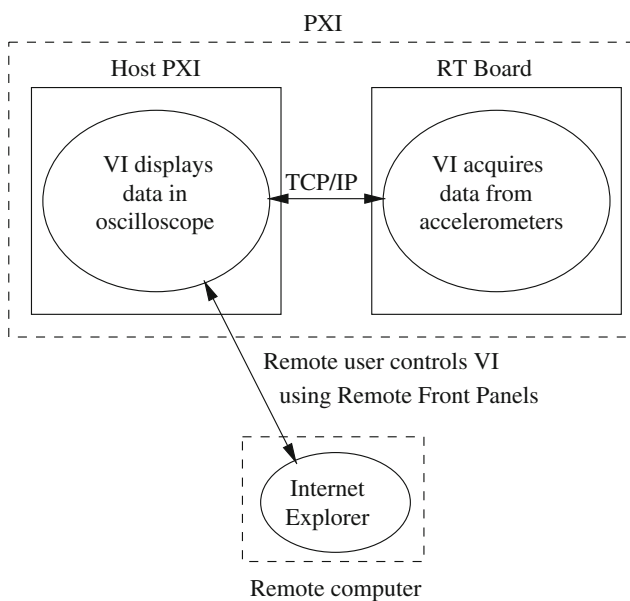 PXI
Host PXI
RT Board
VI displays
data in
oscilloscope
TCP/IP
VI acquires
data from
accelerometers
Remote user controls VI
using Remote Front Panels
Internet
Explorer
Remote computer